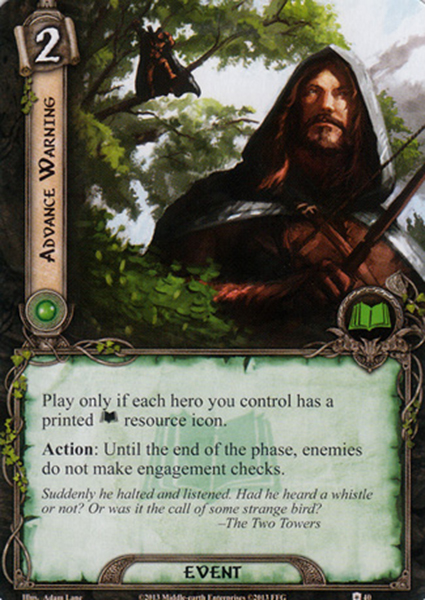 2
ADVANCE WARNING
Play only if each hero you control has a
printed resource icon.
Action: Until the end of the phase, enemies
do not make engagement checks.
Suddenly he halted and listened. Had he heard a whistle
or not? Or was it the call of some strange bird?
–The Two Towers
EVENT
Illus. Adam Lane ©2013 Middle-earth Enterprises ©2013 FFG 40